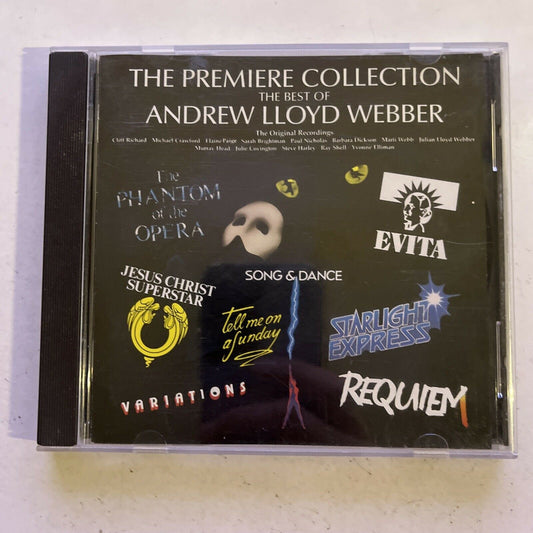 THE PREMIERE COLLECTION
THE BEST OF
ANDREW LLOYD WEBBER
The Original Recordings
Cliff Richard Michael Crawford Elaine Paige Sarah Brightman Paul Nicholas Barbara Dickson Marti Webb Julian Lloyd Webber
Murray Head Julie Covington Steve Harley Ray Shell Yvonne Elliman
The
PHANTOM
of the
OPERA
EVITA
JESUS CHRIST
SUPERSTAR
SONG & DANCE
tell me on
a Sunday
STARLIGHT
EXPRESS
VARIATIONS
REQUIEM